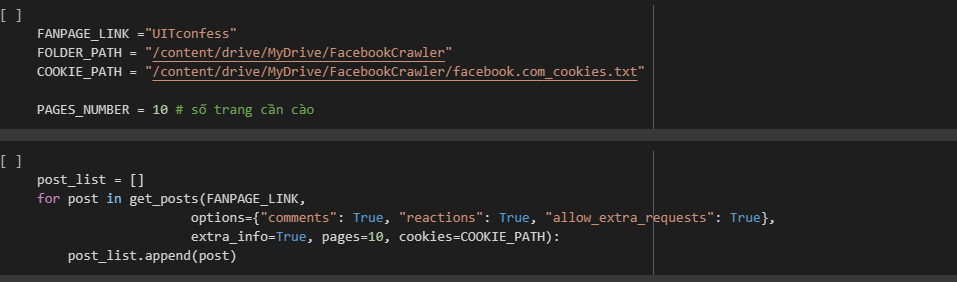 [ ]
FANPAGE_LINK ="UITconfess"
FOLDER_PATH = "/content/drive/MyDrive/FacebookCrawler"
COOKIE_PATH = "/content/drive/MyDrive/FacebookCrawler/facebook.com_cookies.txt"
PAGES_NUMBER = 10 # số trang cần cào
[ ]
post_list = []
for post in get_posts(FANPAGE_LINK,
options={"comments": True, "reactions": True, "allow_extra_requests": True},
extra_info=True, pages=10, cookies=COOKIE_PATH):
post_list.append(post)